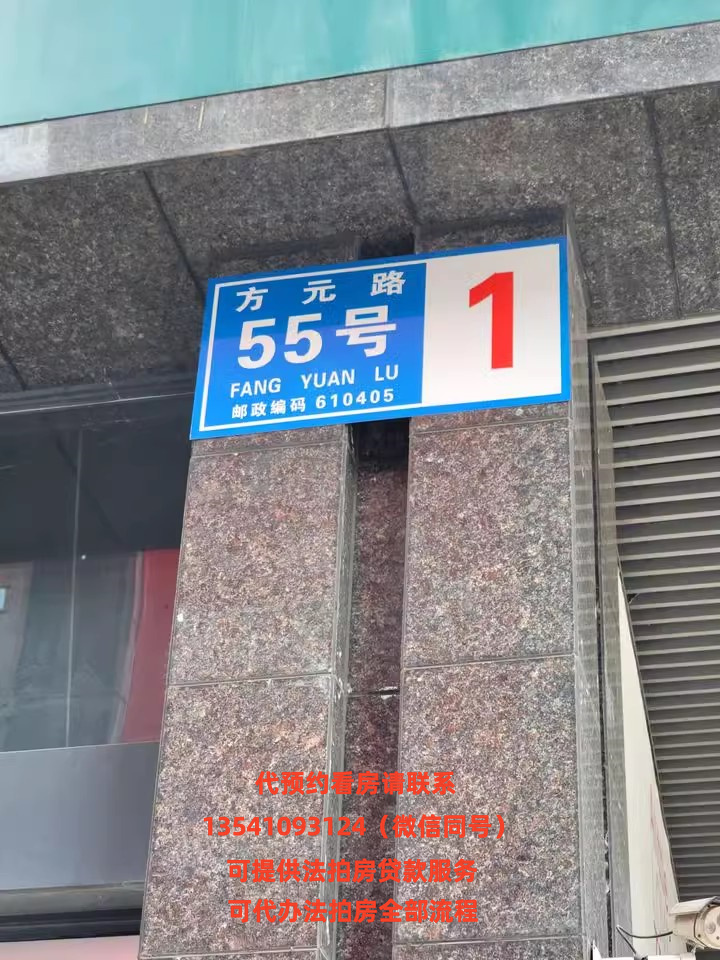 方元路
55号
1
FANG YUAN LU
邮政编码 610405
代预约看房请联系
13541093124（微信同号）
可提供法拍房贷款服务
可代办法拍房全部流程